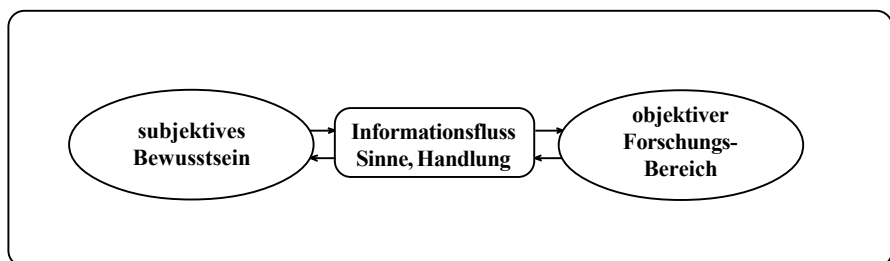 subjektives
Bewusstsein
Informationsfluss
Sinne, Handlung
objektiver
Forschungs-
Bereich